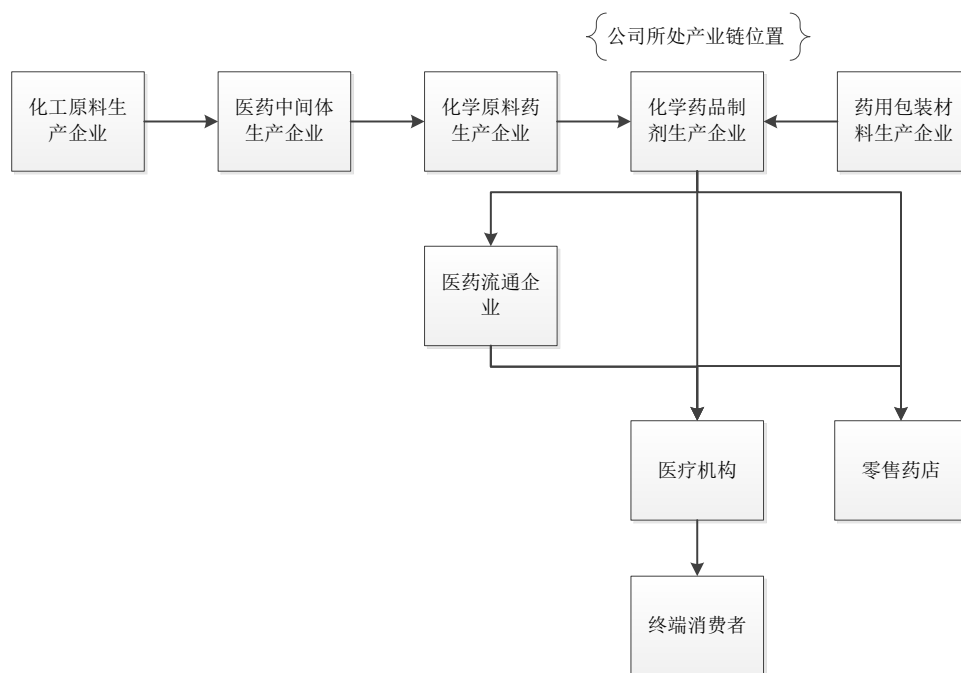 公司所处产业链位置
化工原料生
产企业
医药中间体
生产企业
化学原料药
生产企业
化学药品制
剂生产企业
药用包装材
料生产企业
医药流通企
业
医疗机构
零售药店
终端消费者